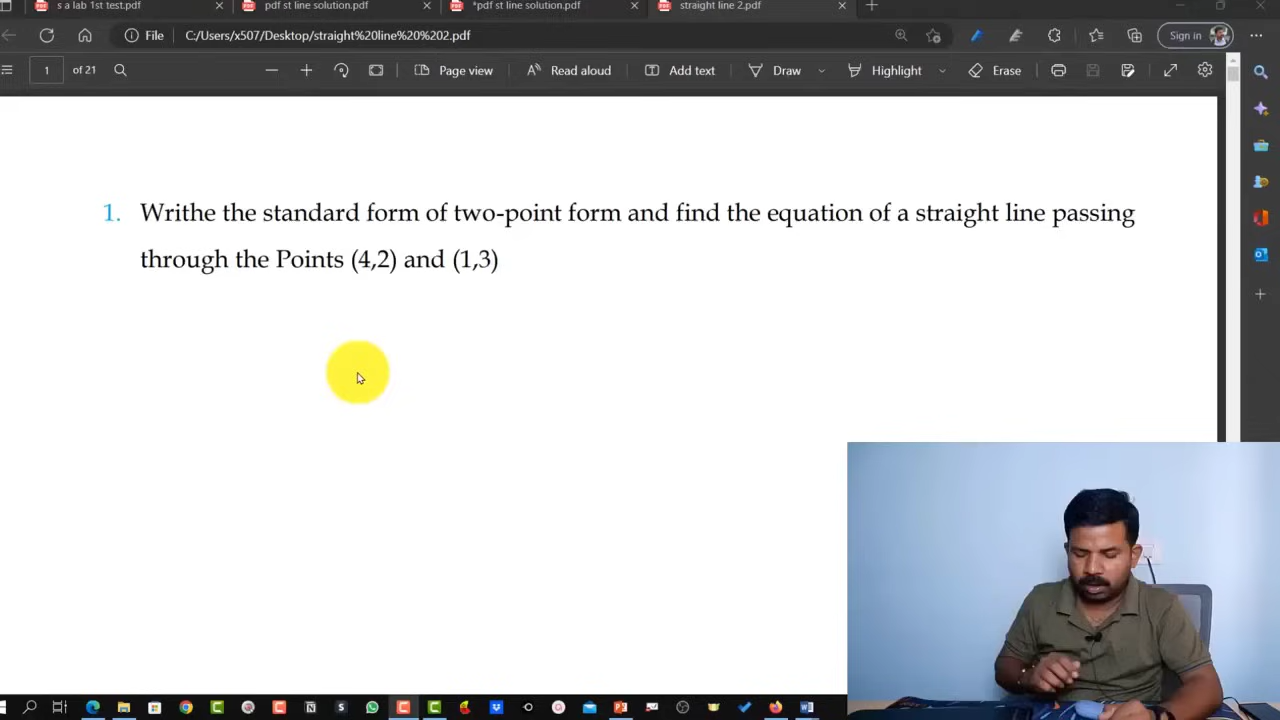 s a lab 1st test.pdf
pdf st line solution.pdf
*pdf st line solution.pdf
straight line 2.pdf
File
C:/Users/x507/Desktop/straight%20line%20%202.pdf
Sign in
1
of 21
Page view
Read aloud
Add text
Draw
Highlight
Erase
1. Writhe the standard form of two-point form and find the equation of a straight line passing
through the Points (4,2) and (1,3)